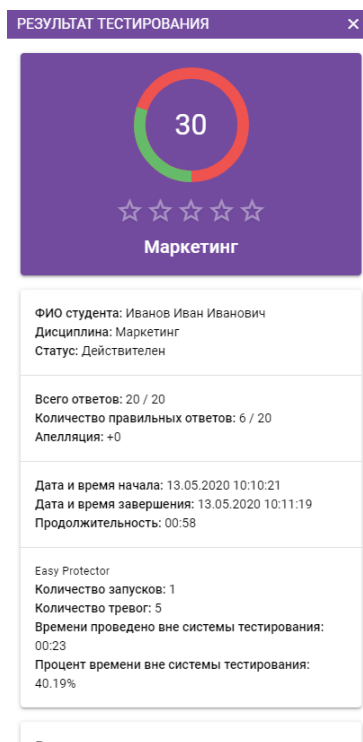 РЕЗУЛЬТАТ ТЕСТИРОВАНИЯ ×
30
Маркетинг
ФИО студента: Иванов Иван Иванович
Дисциплина: Маркетинг
Статус: Действителен
Всего ответов: 20 / 20
Количество правильных ответов: 6 / 20
Апелляция: +0
Дата и время начала: 13.05.2020 10:10:21
Дата и время завершения: 13.05.2020 10:11:19
Продолжительность: 00:58
Easy Protector
Количество запусков: 1
Количество тревог: 5
Времени проведено вне системы тестирования:
00:23
Процент времени вне системы тестирования:
40.19%